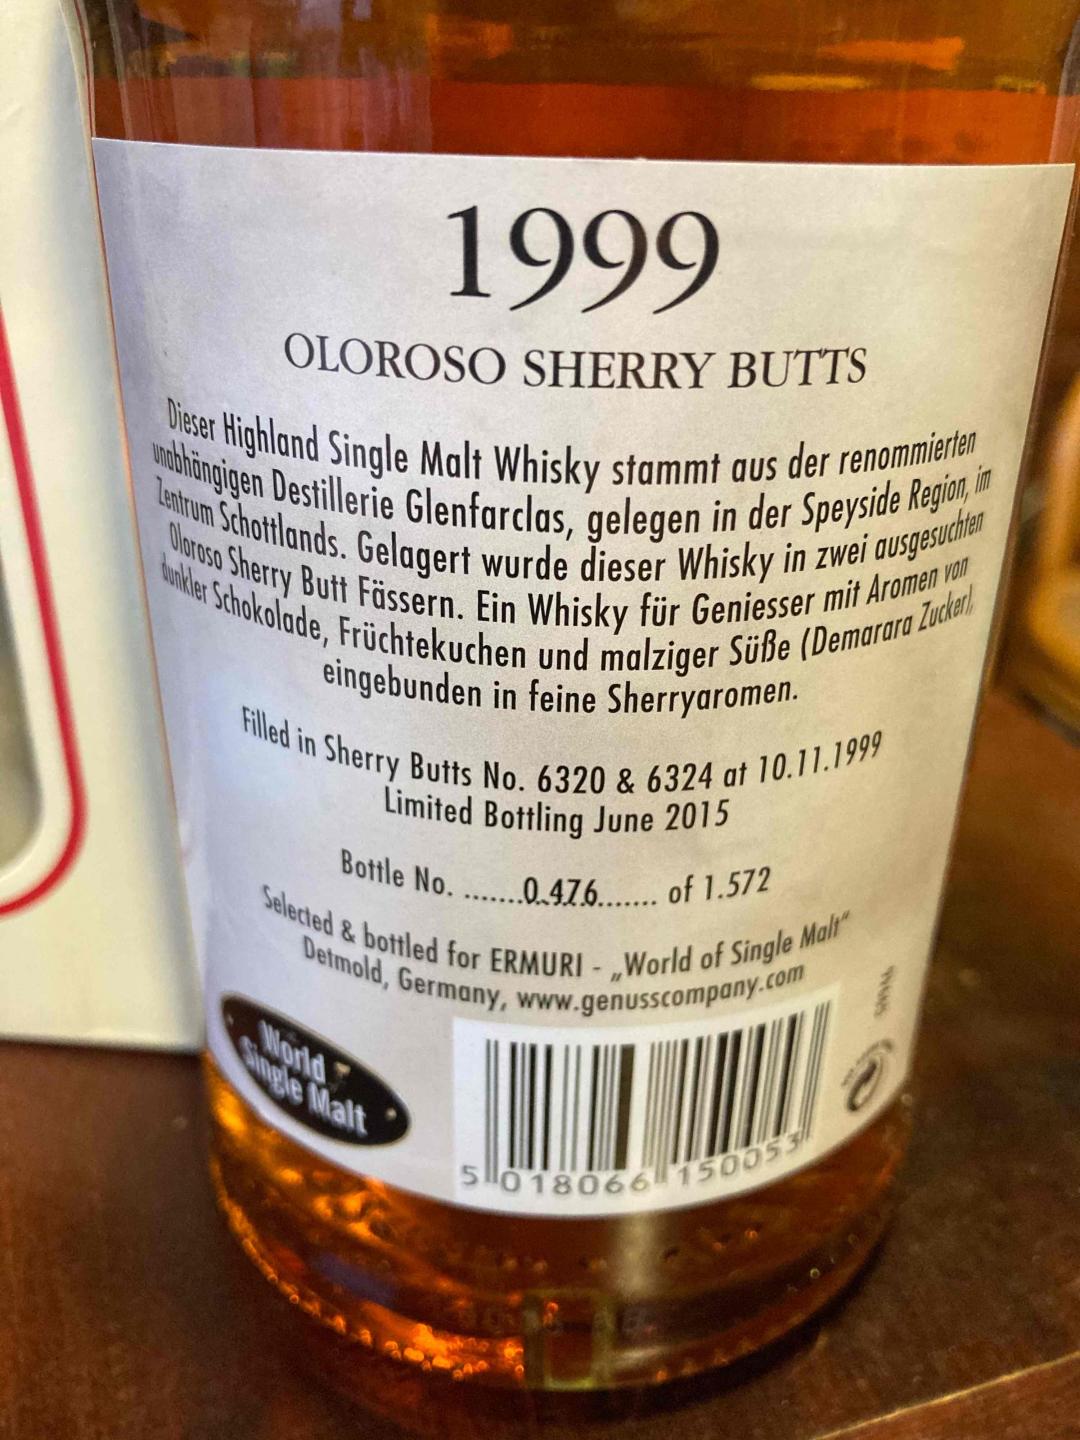 1999
OLOROSO SHERRY BUTTS
Dieser Highland Single Malt Whisky stammt aus der renommierten
unabhängigen Destillerie Glenfarclas, gelegen in der Speyside Region, im
Zentrum Schottlands. Gelagert wurde dieser Whisky in zwei ausgesuchten
Oloroso Sherry Butt Fässern. Ein Whisky für Geniesser mit Aromen von
dunkler Schokolade, Früchtekuchen und malziger Süße (Demarara Zucker),
eingebunden in feine Sherryaromen.
Filled in Sherry Butts No. 6320 & 6324 at 10.11.1999
Limited Bottling June 2015
Bottle No. .......0.476....... of 1.572
Selected & bottled for ERMURI - „World of Single Malt“
Detmold, Germany, www.genusscompany.com
World
Single Malt
5 018066 150053